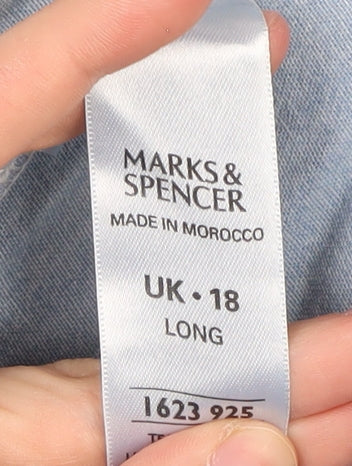 MARKS &
SPENCER
MADE IN MOROCCO
UK • 18
LONG
1623 925